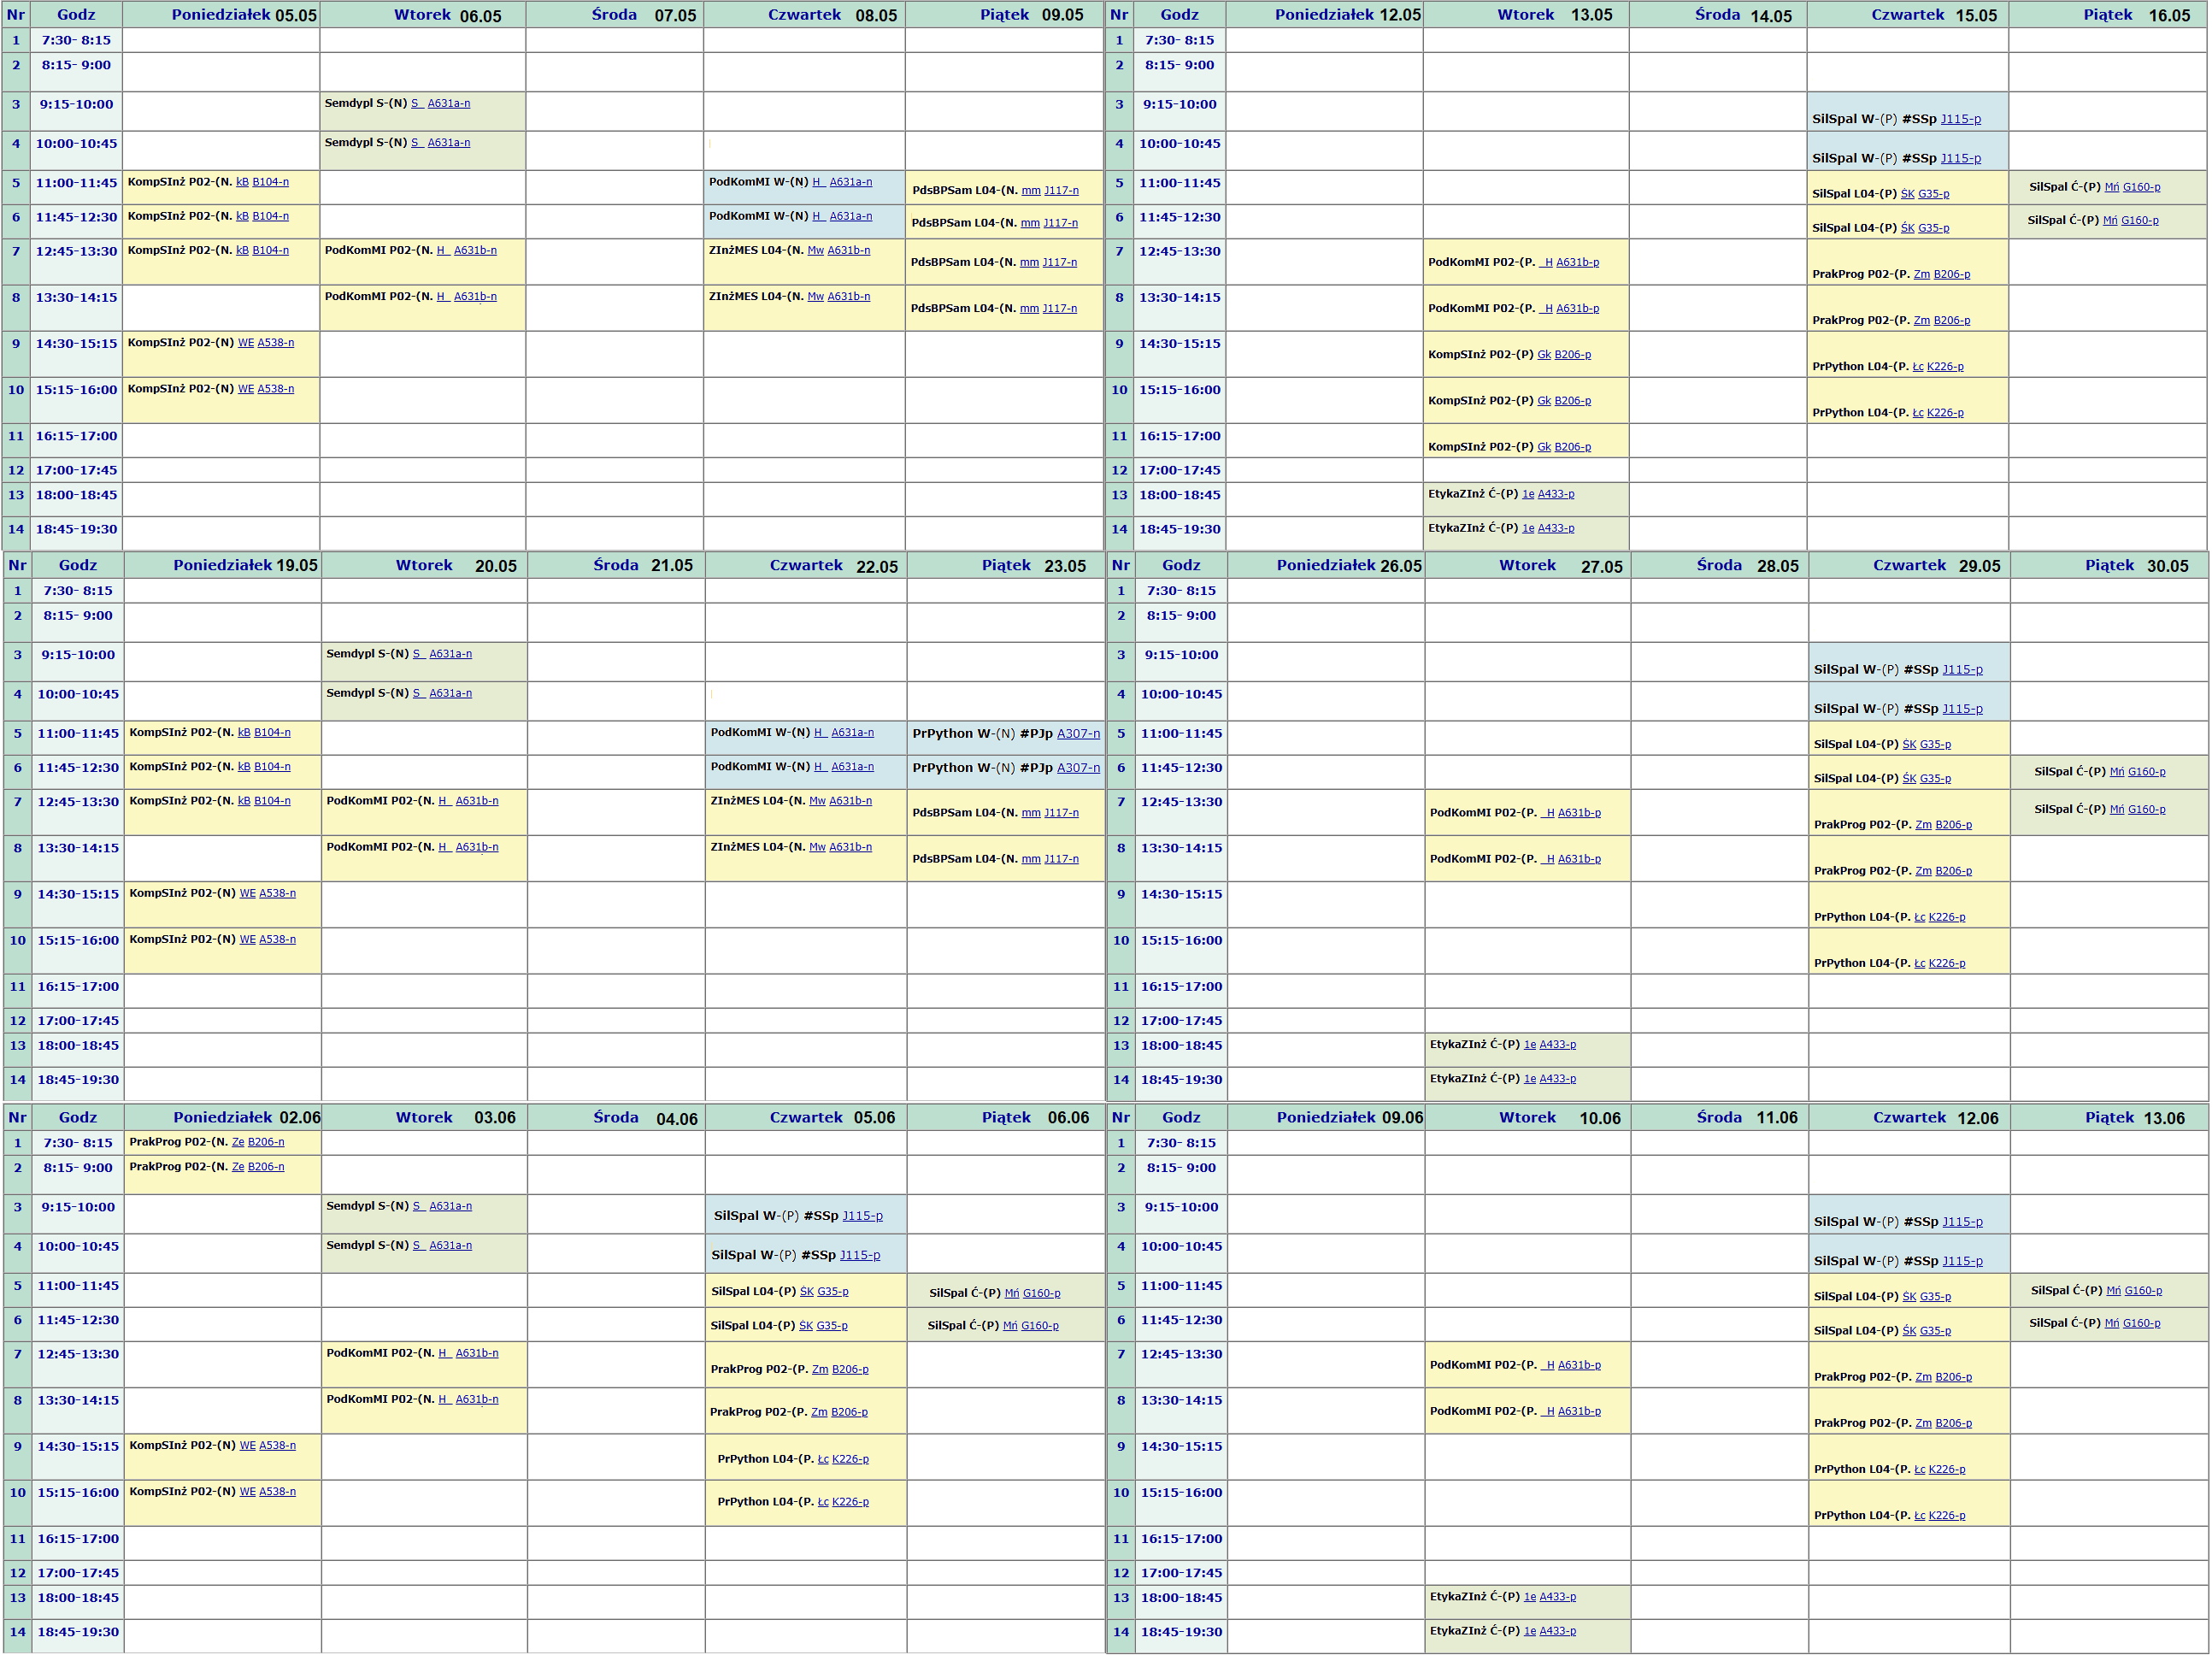 Nr Godz Poniedziałek 05.05 Wtorek 06.05 Środa 07.05 Czwartek 08.05 Piątek 09.05
1 7:30- 8:15
2 8:15- 9:00
3 9:15-10:00 Semdypl S-(N) S_ A631a-n
4 10:00-10:45 Semdypl S-(N) S_ A631a-n
5 11:00-11:45 KompSInż P02-(N. kB B104-n PodKomMI W-(N) H_ A631a-n PdsBPSam L04-(N. mm J117-n
6 11:45-12:30 KompSInż P02-(N. kB B104-n PodKomMI W-(N) H_ A631a-n PdsBPSam L04-(N. mm J117-n
7 12:45-13:30 KompSInż P02-(N. kB B104-n PodKomMI P02-(N. H_ A631b-n ZInżMES L04-(N. Mw A631b-n PdsBPSam L04-(N. mm J117-n
8 13:30-14:15 PodKomMI P02-(N. H_ A631b-n ZInżMES L04-(N. Mw A631b-n PdsBPSam L04-(N. mm J117-n
9 14:30-15:15 KompSInż P02-(N) WE A538-n
10 15:15-16:00 KompSInż P02-(N) WE A538-n
11 16:15-17:00
12 17:00-17:45
13 18:00-18:45
14 18:45-19:30
Nr Godz Poniedziałek 12.05 Wtorek 13.05 Środa 14.05 Czwartek 15.05 Piątek 16.05
1 7:30- 8:15
2 8:15- 9:00
3 9:15-10:00 SilSpal W-(P) #SSp J115-p
4 10:00-10:45 SilSpal W-(P) #SSp J115-p
5 11:00-11:45 SilSpal L04-(P) ŚK G35-p SilSpal Ć-(P) Mń G160-p
6 11:45-12:30 SilSpal L04-(P) ŚK G35-p SilSpal Ć-(P) Mń G160-p
7 12:45-13:30 PodKomMI P02-(P. _H A631b-p PrakProg P02-(P. Zm B206-p
8 13:30-14:15 PodKomMI P02-(P. _H A631b-p PrakProg P02-(P. Zm B206-p
9 14:30-15:15 KompSInż P02-(P) Gk B206-p PrPython L04-(P. Łc K226-p
10 15:15-16:00 KompSInż P02-(P) Gk B206-p PrPython L04-(P. Łc K226-p
11 16:15-17:00 KompSInż P02-(P) Gk B206-p
12 17:00-17:45
13 18:00-18:45 EtykaZInż Ć-(P) 1e A433-p
14 18:45-19:30 EtykaZInż Ć-(P) 1e A433-p
Nr Godz Poniedziałek 19.05 Wtorek 20.05 Środa 21.05 Czwartek 22.05 Piątek 23.05
1 7:30- 8:15
2 8:15- 9:00
3 9:15-10:00 Semdypl S-(N) S_ A631a-n
4 10:00-10:45 Semdypl S-(N) S_ A631a-n
5 11:00-11:45 KompSInż P02-(N. kB B104-n PodKomMI W-(N) H_ A631a-n PrPython W-(N) #PJp A307-n
6 11:45-12:30 KompSInż P02-(N. kB B104-n PodKomMI W-(N) H_ A631a-n PrPython W-(N) #PJp A307-n
7 12:45-13:30 KompSInż P02-(N. kB B104-n PodKomMI P02-(N. H_ A631b-n ZInżMES L04-(N. Mw A631b-n PdsBPSam L04-(N. mm J117-n
8 13:30-14:15 PodKomMI P02-(N. H_ A631b-n ZInżMES L04-(N. Mw A631b-n PdsBPSam L04-(N. mm J117-n
9 14:30-15:15 KompSInż P02-(N) WE A538-n
10 15:15-16:00 KompSInż P02-(N) WE A538-n
11 16:15-17:00
12 17:00-17:45
13 18:00-18:45
14 18:45-19:30
Nr Godz Poniedziałek 26.05 Wtorek 27.05 Środa 28.05 Czwartek 29.05 Piątek 30.05
1 7:30- 8:15
2 8:15- 9:00
3 9:15-10:00 SilSpal W-(P) #SSp J115-p
4 10:00-10:45 SilSpal W-(P) #SSp J115-p
5 11:00-11:45 SilSpal L04-(P) ŚK G35-p
6 11:45-12:30 SilSpal L04-(P) ŚK G35-p SilSpal Ć-(P) Mń G160-p
7 12:45-13:30 PodKomMI P02-(P. _H A631b-p PrakProg P02-(P. Zm B206-p SilSpal Ć-(P) Mń G160-p
8 13:30-14:15 PodKomMI P02-(P. _H A631b-p PrakProg P02-(P. Zm B206-p
9 14:30-15:15 PrPython L04-(P. Łc K226-p
10 15:15-16:00 PrPython L04-(P. Łc K226-p
11 16:15-17:00
12 17:00-17:45
13 18:00-18:45 EtykaZInż Ć-(P) 1e A433-p
14 18:45-19:30 EtykaZInż Ć-(P) 1e A433-p
Nr Godz Poniedziałek 02.06 Wtorek 03.06 Środa 04.06 Czwartek 05.06 Piątek 06.06
1 7:30- 8:15 PrakProg P02-(N. Ze B206-n
2 8:15- 9:00 PrakProg P02-(N. Ze B206-n
3 9:15-10:00 Semdypl S-(N) S_ A631a-n SilSpal W-(P) #SSp J115-p
4 10:00-10:45 Semdypl S-(N) S_ A631a-n SilSpal W-(P) #SSp J115-p
5 11:00-11:45 SilSpal L04-(P) ŚK G35-p SilSpal Ć-(P) Mń G160-p
6 11:45-12:30 SilSpal L04-(P) ŚK G35-p SilSpal Ć-(P) Mń G160-p
7 12:45-13:30 PodKomMI P02-(N. H_ A631b-n PrakProg P02-(P. Zm B206-p
8 13:30-14:15 PodKomMI P02-(N. H_ A631b-n PrakProg P02-(P. Zm B206-p
9 14:30-15:15 KompSInż P02-(N) WE A538-n PrPython L04-(P. Łc K226-p
10 15:15-16:00 KompSInż P02-(N) WE A538-n PrPython L04-(P. Łc K226-p
11 16:15-17:00
12 17:00-17:45
13 18:00-18:45
14 18:45-19:30
Nr Godz Poniedziałek 09.06 Wtorek 10.06 Środa 11.06 Czwartek 12.06 Piątek 13.06
1 7:30- 8:15
2 8:15- 9:00
3 9:15-10:00 SilSpal W-(P) #SSp J115-p
4 10:00-10:45 SilSpal W-(P) #SSp J115-p
5 11:00-11:45 SilSpal L04-(P) ŚK G35-p SilSpal Ć-(P) Mń G160-p
6 11:45-12:30 SilSpal L04-(P) ŚK G35-p SilSpal Ć-(P) Mń G160-p
7 12:45-13:30 PodKomMI P02-(P. _H A631b-p PrakProg P02-(P. Zm B206-p
8 13:30-14:15 PodKomMI P02-(P. _H A631b-p PrakProg P02-(P. Zm B206-p
9 14:30-15:15 PrPython L04-(P. Łc K226-p
10 15:15-16:00 PrPython L04-(P. Łc K226-p
11 16:15-17:00
12 17:00-17:45
13 18:00-18:45 EtykaZInż Ć-(P) 1e A433-p
14 18:45-19:30 EtykaZInż Ć-(P) 1e A433-p